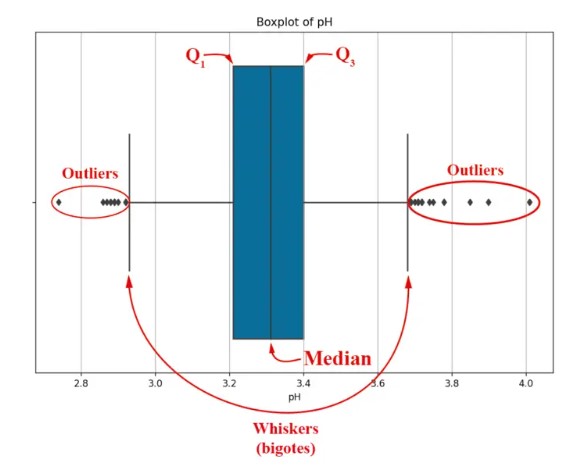 Boxplot of pH
Q1
Q3
Outliers
Outliers
Median
2.8 3.0 3.2 3.4 3.6 3.8 4.0
pH
Whiskers
(bigotes)